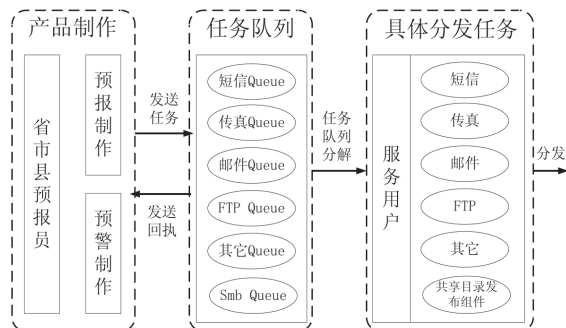 产品制作
省市县预报员
预报制作
预警制作
发送
任务
发送
回执
任务队列
短信Queue
传真Queue
邮件Queue
FTP Queue
其它Queue
Smb Queue
任务
队列
分解
具体分发任务
服务用户
短信
传真
邮件
FTP
其它
共享目录发
布组件
分发